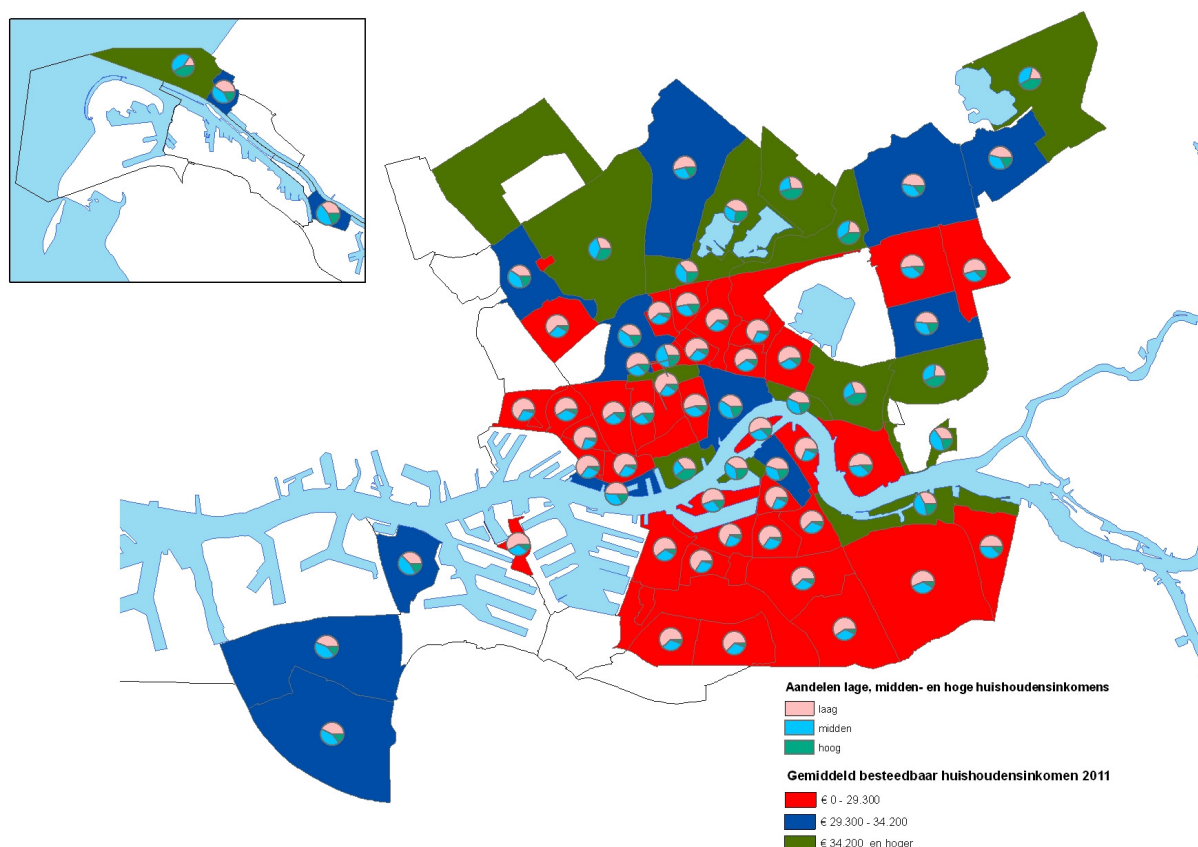 Aandelen lage, midden- en hoge huishoudensinkomens
laag
midden
hoog
Gemiddeld besteedbaar huishoudensinkomen 2011
€ 0 - 29.300
€ 29.300 - 34.200
€ 34.200 en hoger